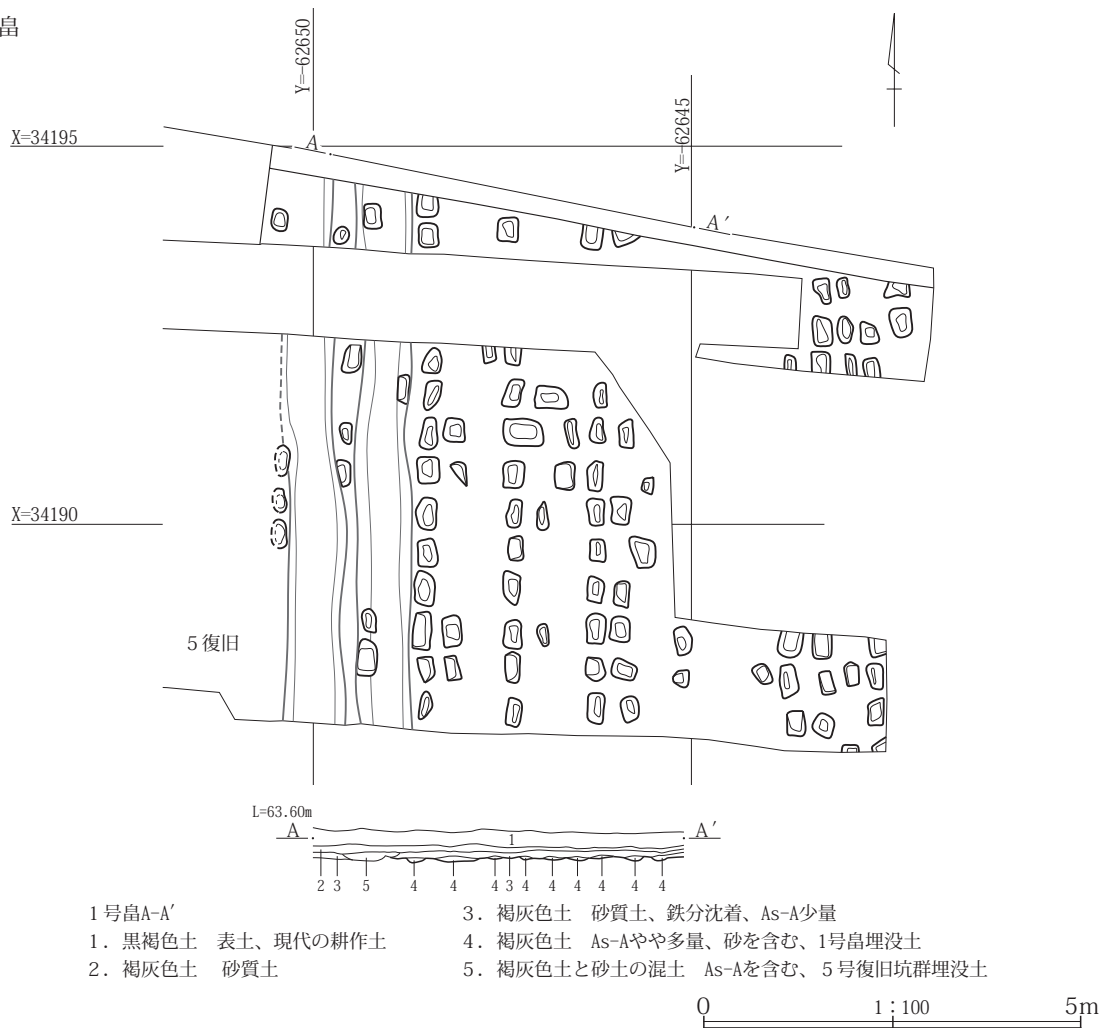 畠
Y=-62650
Y=-62645
X=34195
A
A′
X=34190
5復旧
L=63.60m
A
A′
1
2 3 5 4 4 4 3 4 4 4 4 4 4
1号畠A-A′
1. 黒褐色土 表土、現代の耕作土
2. 褐灰色土 砂質土
3. 褐灰色土 砂質土、鉄分沈着、As-A少量
4. 褐灰色土 As-Aやや多量、砂を含む、1号畠埋没土
5. 褐灰色土と砂土の混土 As-Aを含む、5号復旧坑群埋没土
0 1:100 5m